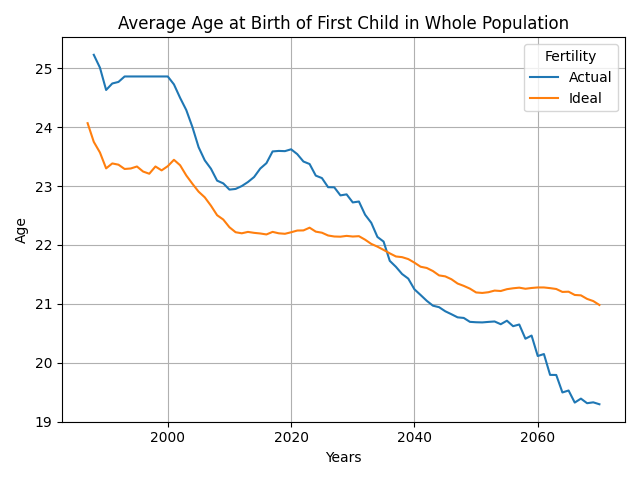 Average Age at Birth of First Child in Whole Population
Fertility
Actual
Ideal
Age
25
24
23
22
21
20
19
2000
2020
2040
2060
Years